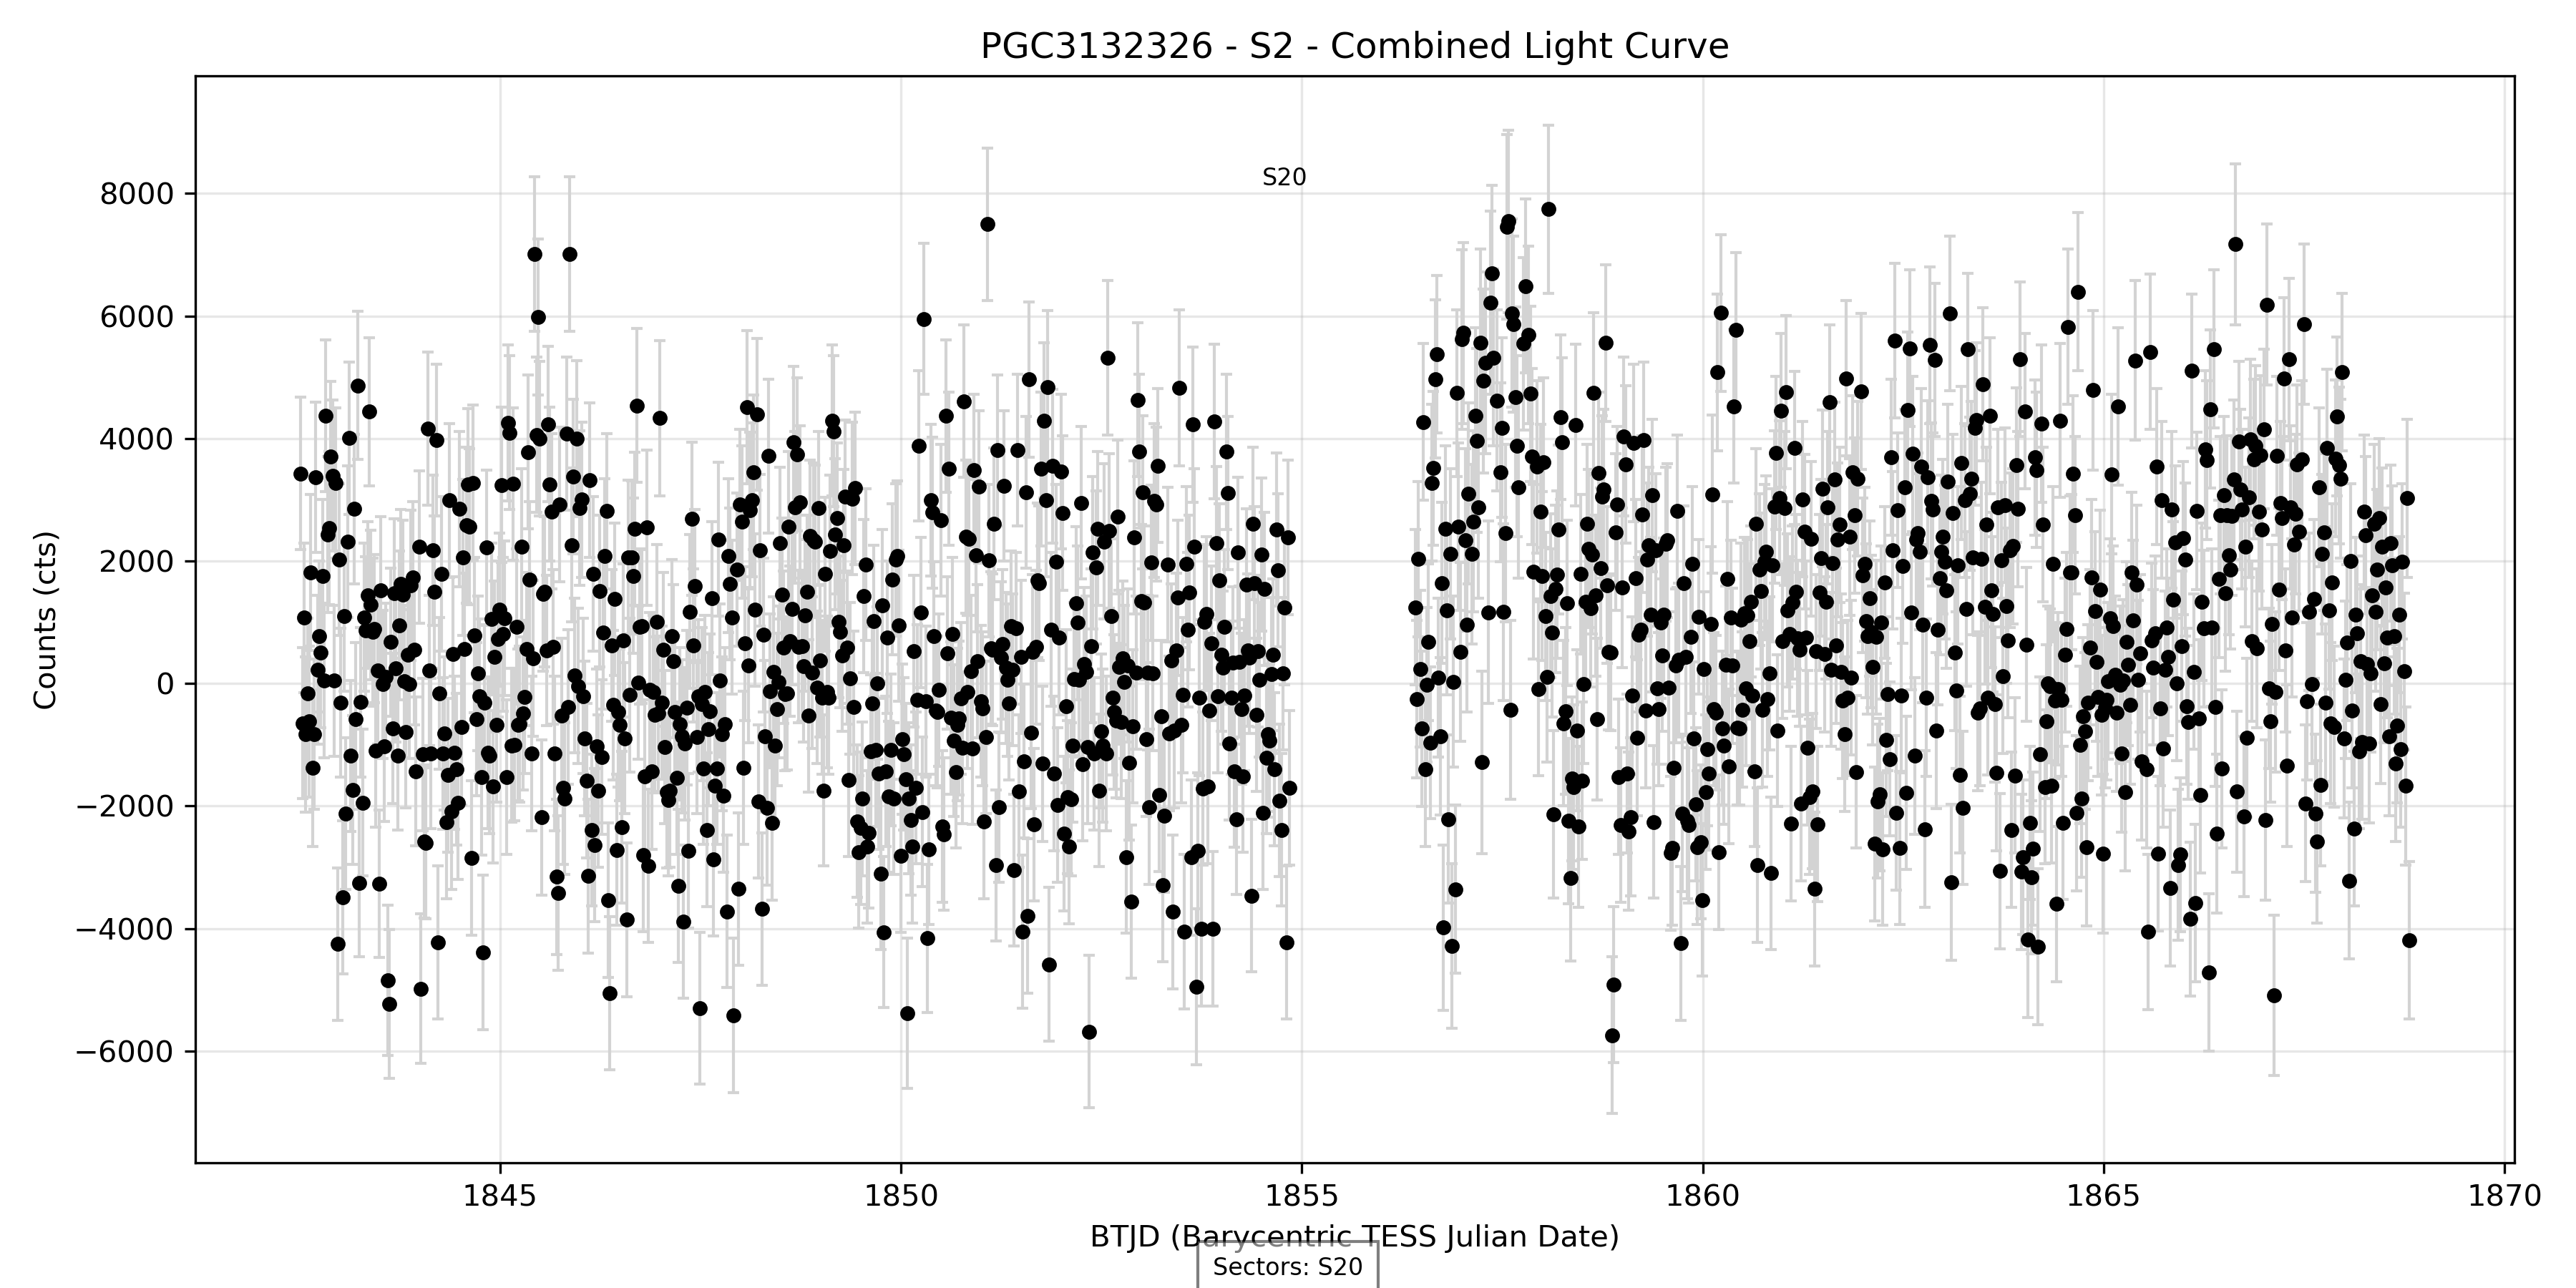 PGC3132326 - S2 - Combined Light Curve
S20
8000
6000
4000
2000
0
−2000
−4000
−6000
Counts (cts)
1845
1850
1855
1860
1865
1870
BTJD (Barycentric TESS Julian Date)
Sectors: S20